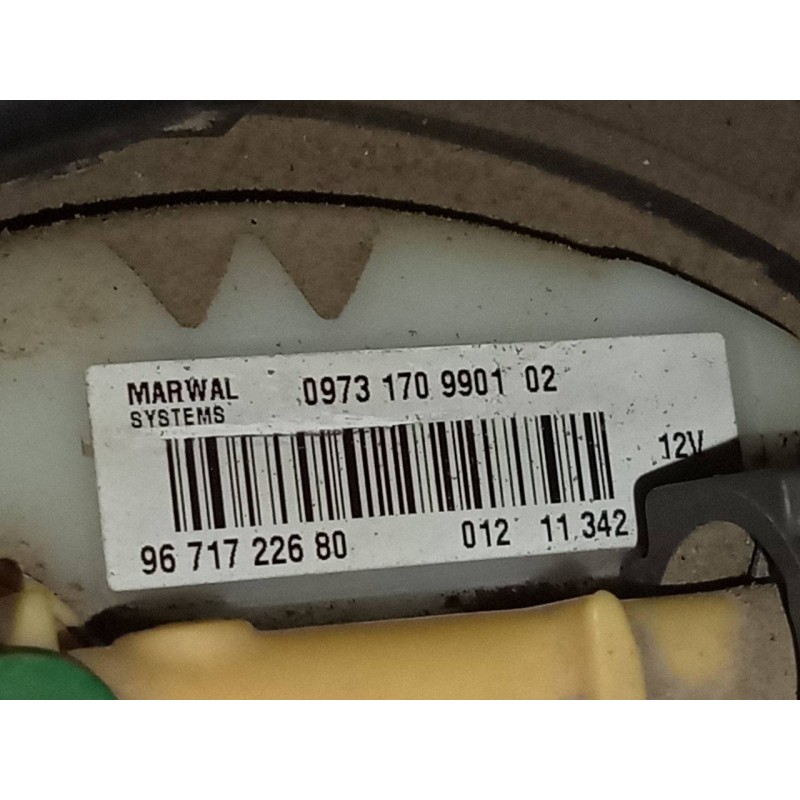 MARWAL 0973 170 9901 02
SYSTEMS
12V
96 717 226 80 012 11.342